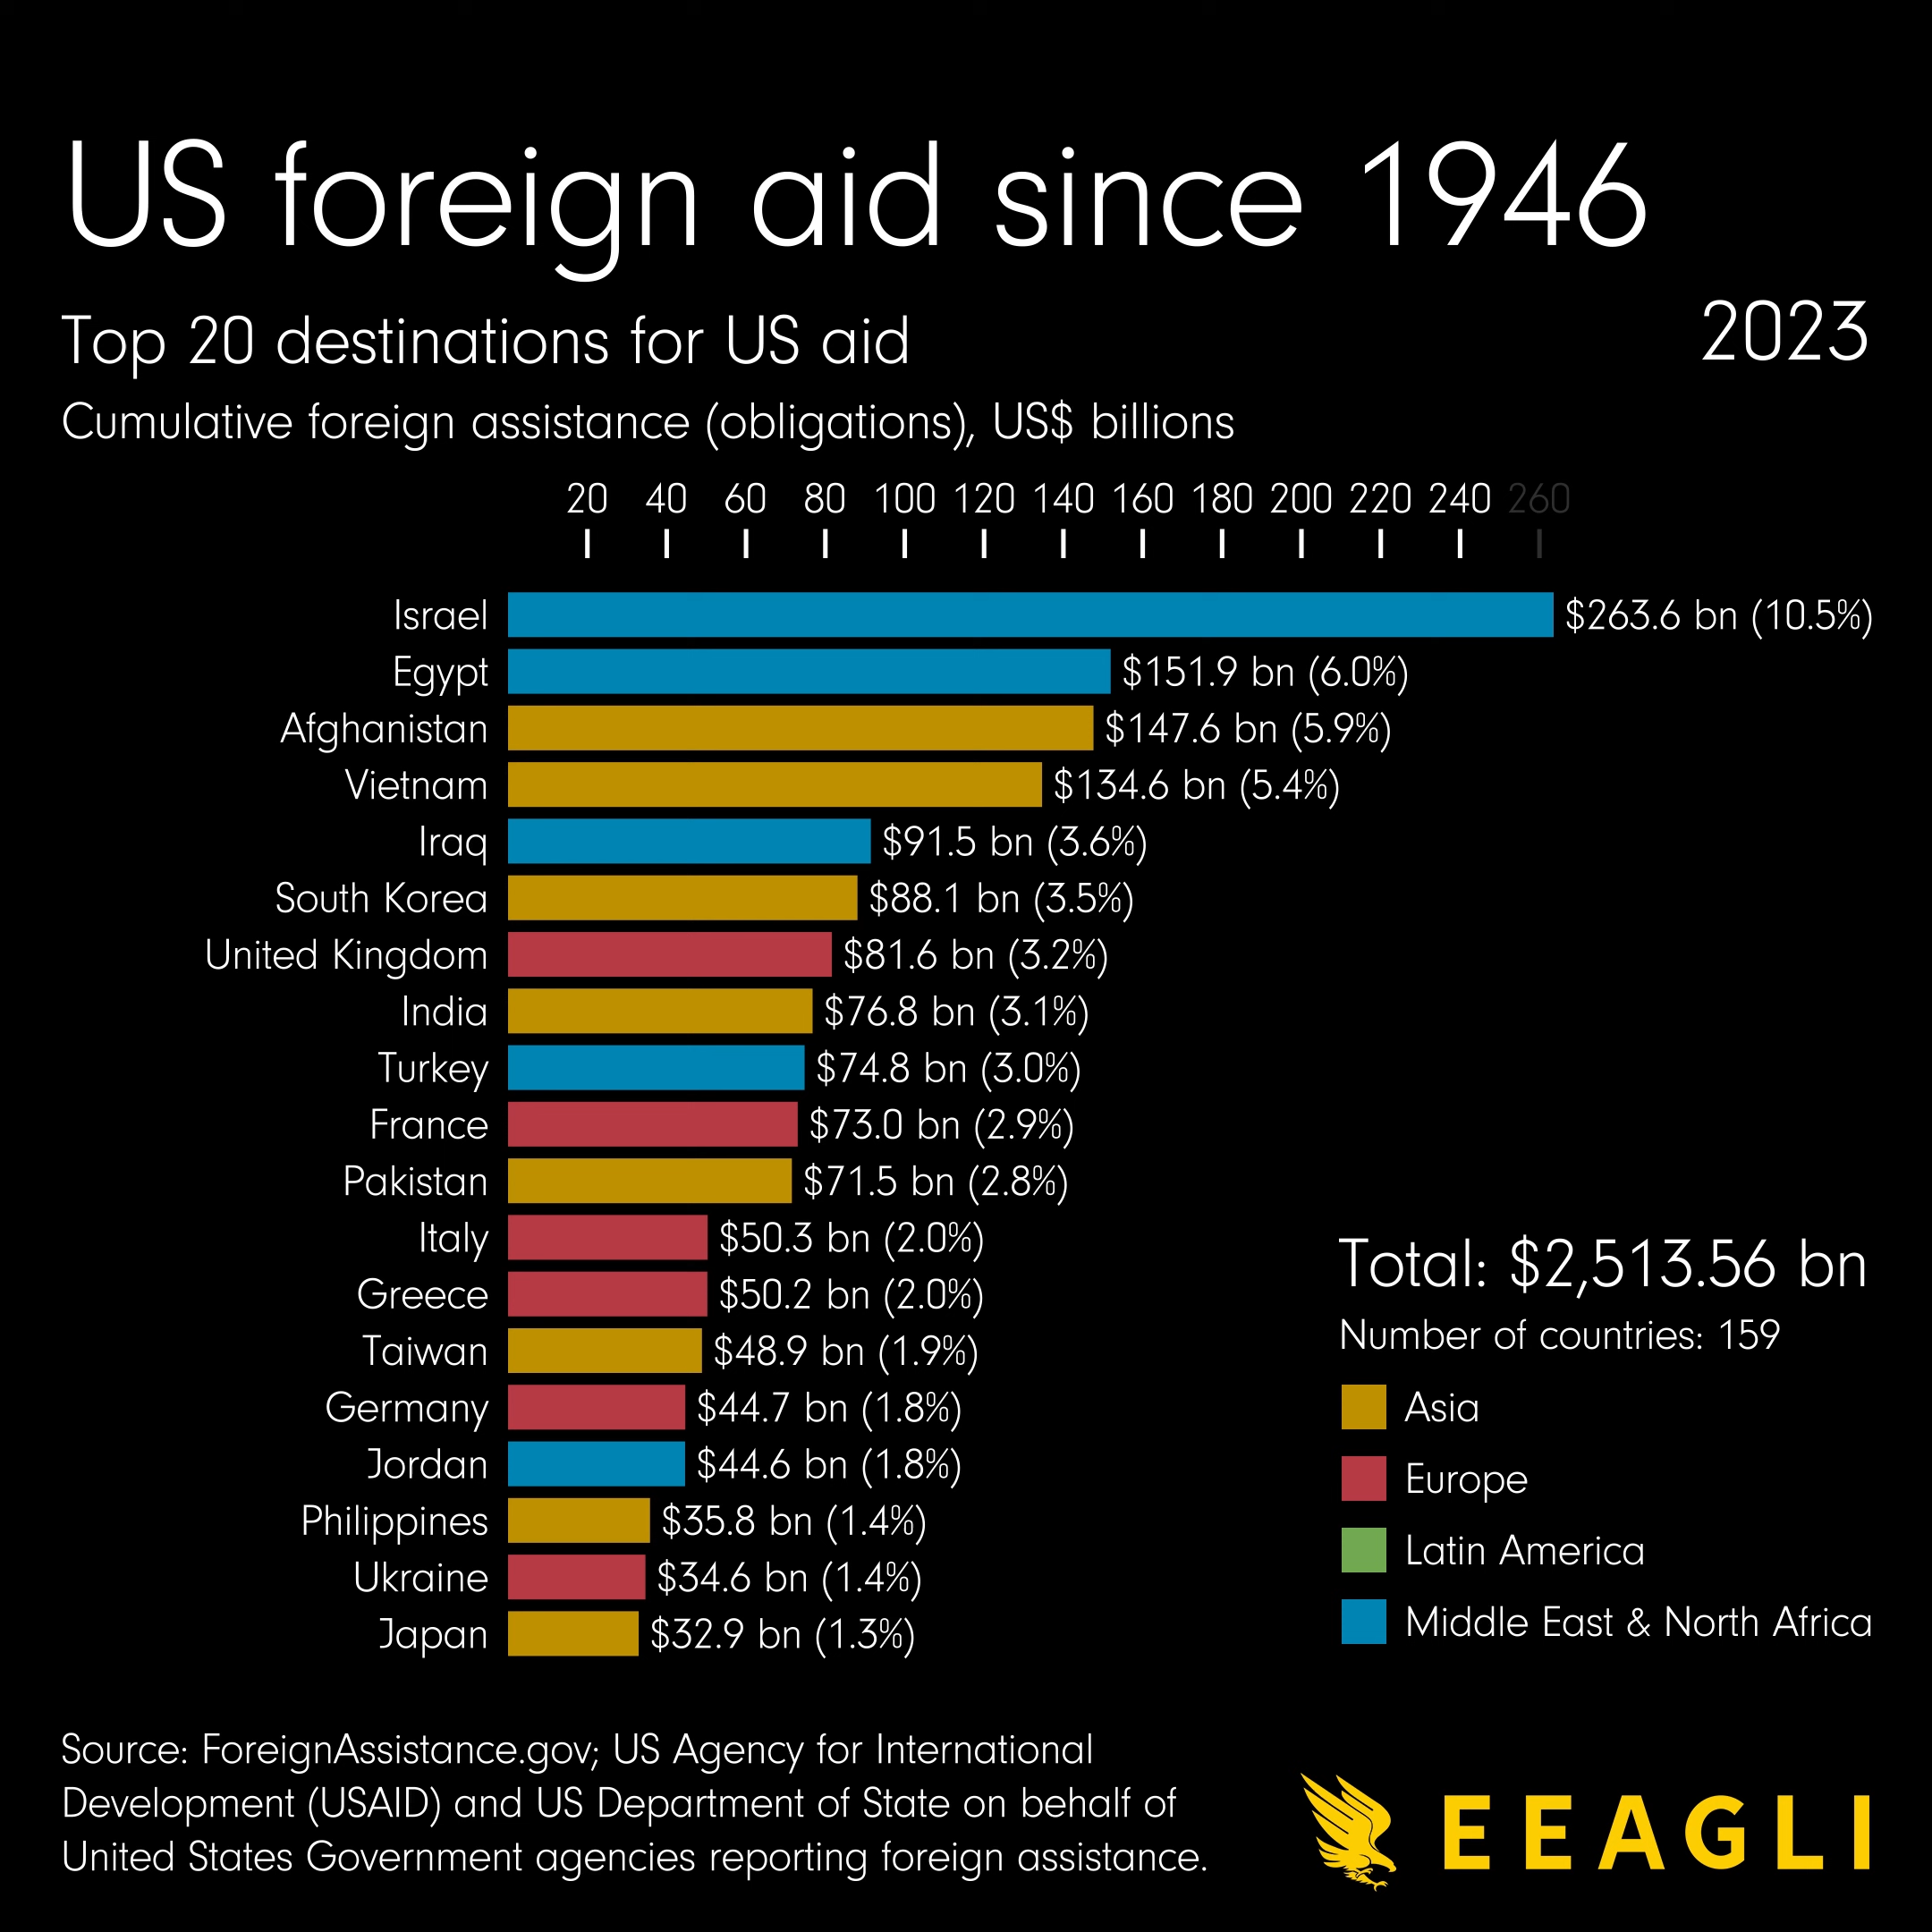 US foreign aid since 1946
Top 20 destinations for US aid
2023
Cumulative foreign assistance (obligations), US$ billions
20 40 60 80 100 120 140 160 180 200 220 240 260
Israel $263.6 bn (10.5%)
Egypt $151.9 bn (6.0%)
Afghanistan $147.6 bn (5.9%)
Vietnam $134.6 bn (5.4%)
Iraq $91.5 bn (3.6%)
South Korea $88.1 bn (3.5%)
United Kingdom $81.6 bn (3.2%)
India $76.8 bn (3.1%)
Turkey $74.8 bn (3.0%)
France $73.0 bn (2.9%)
Pakistan $71.5 bn (2.8%)
Italy $50.3 bn (2.0%)
Greece $50.2 bn (2.0%)
Taiwan $48.9 bn (1.9%)
Germany $44.7 bn (1.8%)
Jordan $44.6 bn (1.8%)
Philippines $35.8 bn (1.4%)
Ukraine $34.6 bn (1.4%)
Japan $32.9 bn (1.3%)
Total: $2,513.56 bn
Number of countries: 159
Asia
Europe
Latin America
Middle East & North Africa
Source: ForeignAssistance.gov; US Agency for International
Development (USAID) and US Department of State on behalf of
United States Government agencies reporting foreign assistance.
EEAGLI